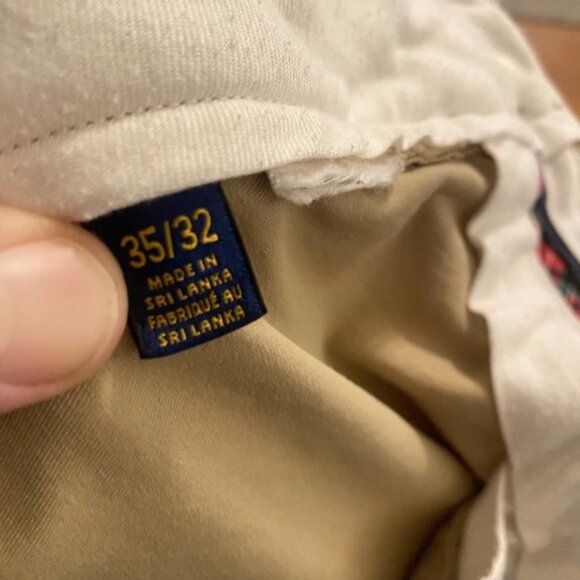 35/32
MADE IN
SRI LANKA
FABRIQUÉ AU
SRI LANKA